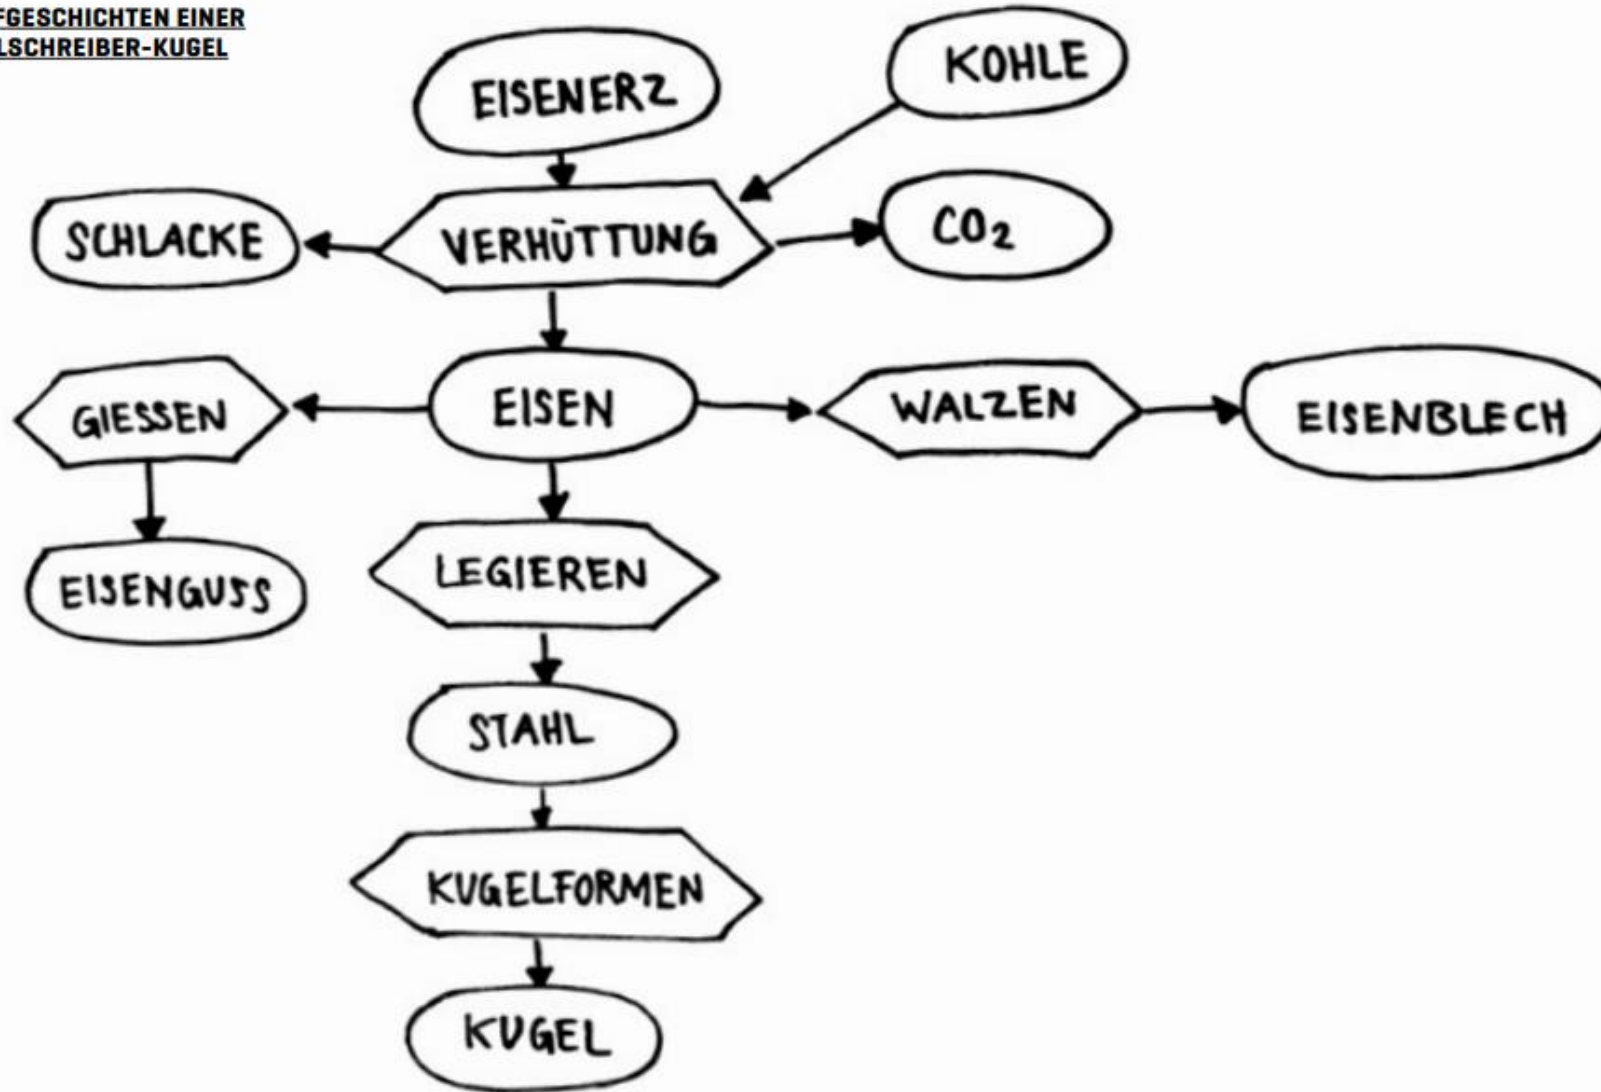 FGESCHICHTEN EINER
LSCHREIBER-KUGEL
EISENERZ
KOHLE
SCHLACKE
VERHÜTTUNG
CO₂
GIESSEN
EISEN
WALZEN
EISENBLECH
EISENGUSS
LEGIEREN
STAHL
KUGELFORMEN
KUGEL